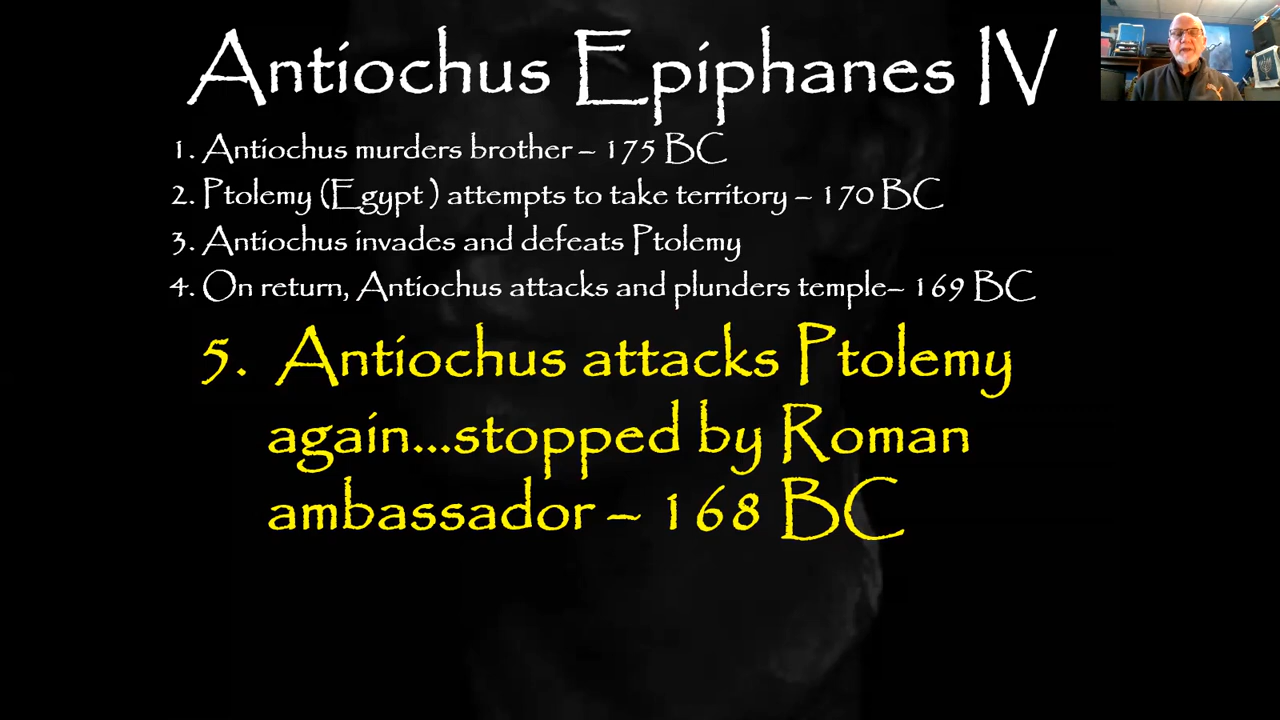 Antiochus Epiphanes IV
1. Antiochus murders brother – 175 BC
2. Ptolemy (Egypt ) attempts to take territory – 170 BC
3. Antiochus invades and defeats Ptolemy
4. On return, Antiochus attacks and plunders temple– 169 BC
5. Antiochus attacks Ptolemy
again...stopped by Roman
ambassador – 168 BC